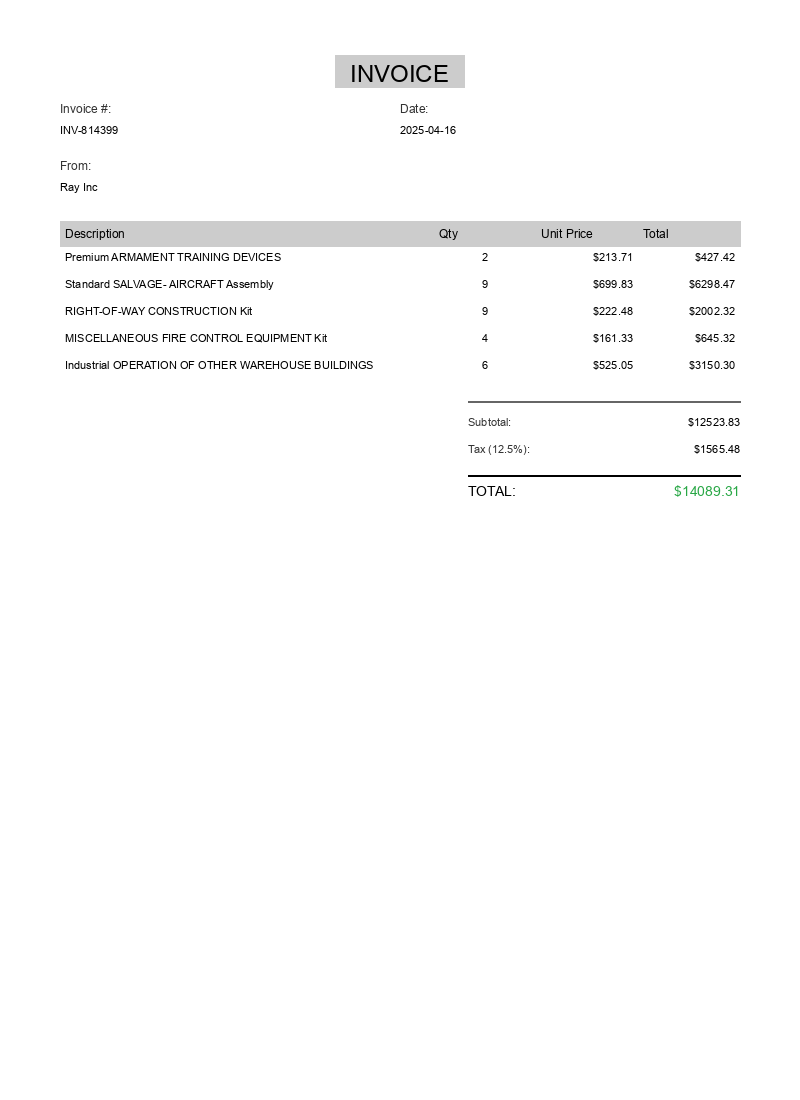 INVOICE
Invoice #: Date:
INV-814399 2025-04-16
From:
Ray Inc
Description Qty Unit Price Total
Premium ARMAMENT TRAINING DEVICES 2 $213.71 $427.42
Standard SALVAGE- AIRCRAFT Assembly 9 $699.83 $6298.47
RIGHT-OF-WAY CONSTRUCTION Kit 9 $222.48 $2002.32
MISCELLANEOUS FIRE CONTROL EQUIPMENT Kit 4 $161.33 $645.32
Industrial OPERATION OF OTHER WAREHOUSE BUILDINGS 6 $525.05 $3150.30
Subtotal: $12523.83
Tax (12.5%): $1565.48
TOTAL: $14089.31